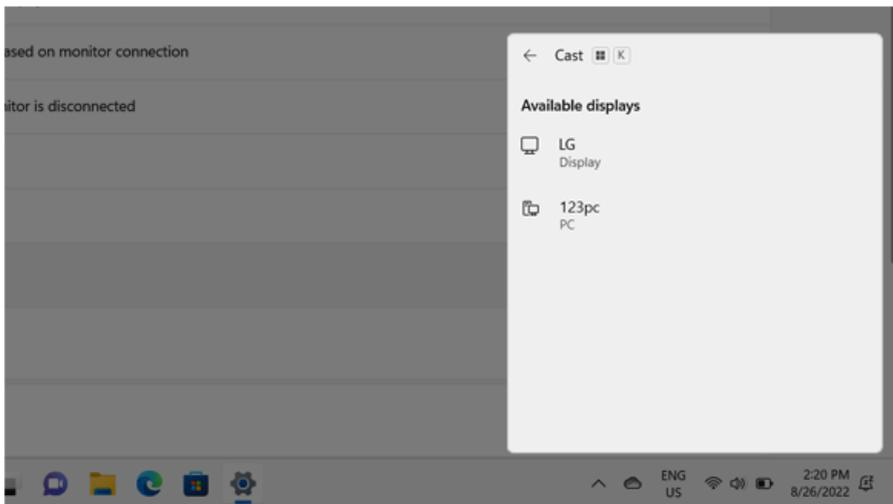 ased on monitor connection
nitor is disconnected
Cast K
Available displays
LG
Display
123pc
PC
ENG
US
2:20 PM
8/26/2022